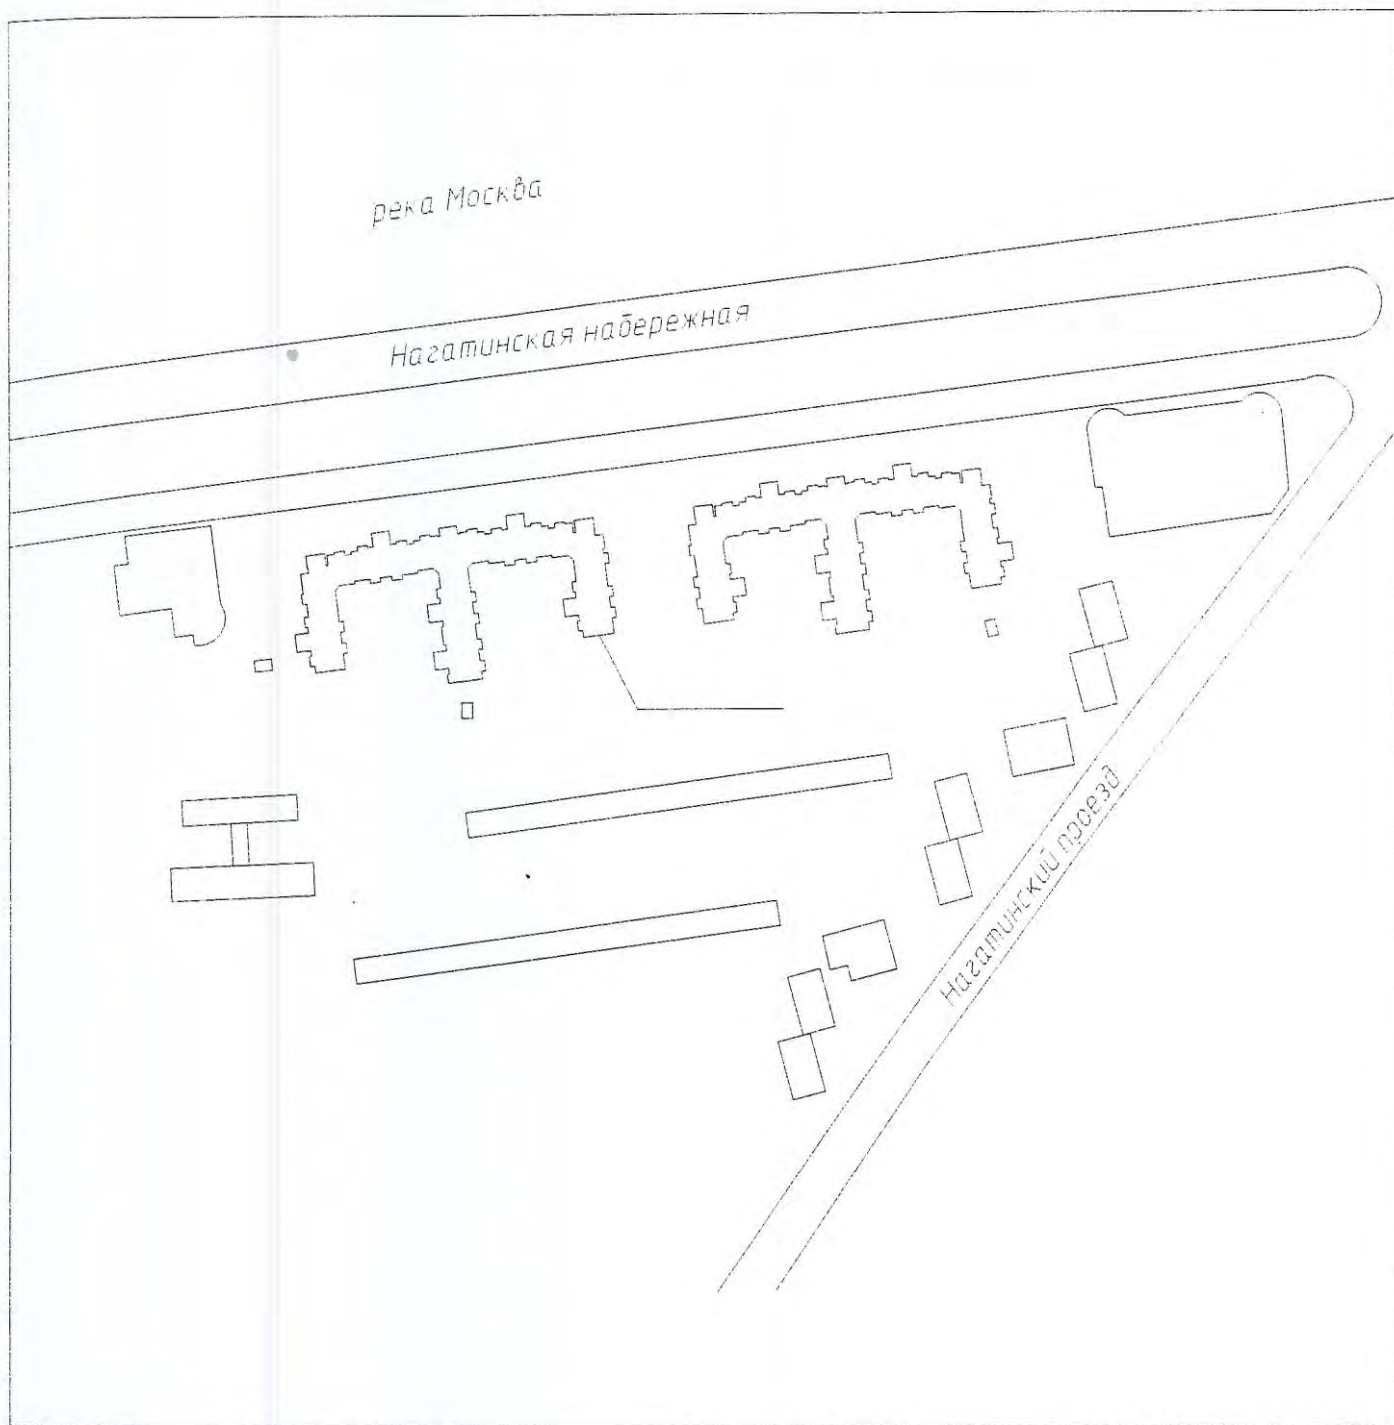 река Москва
Нагатинская набережная
Нагатинский проезд